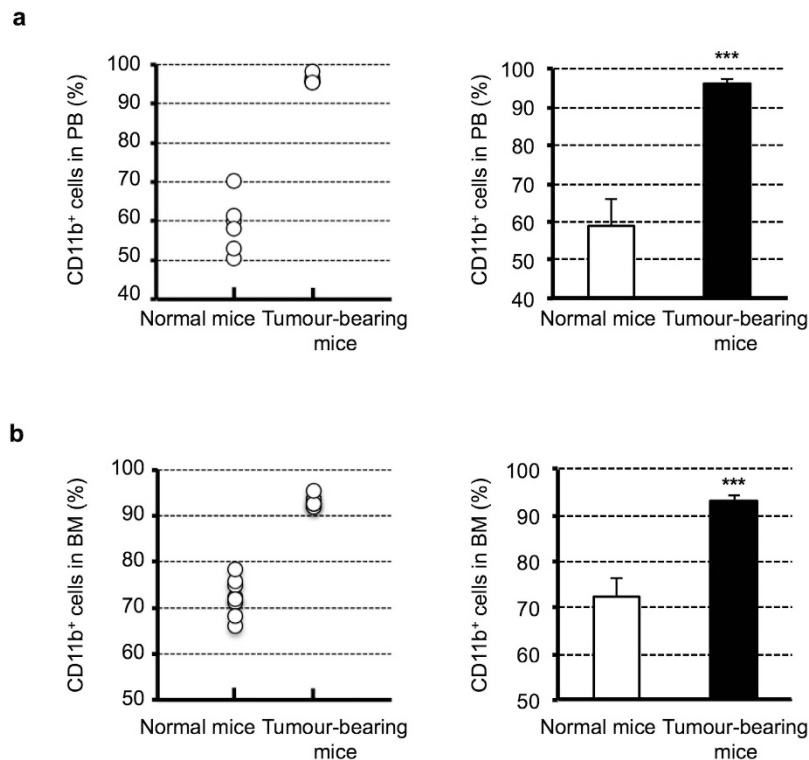 a
CD11b+ cells in PB (%)
100
90
80
70
60
50
40
Normal mice
Tumour-bearing
mice
CD11b+ cells in PB (%)
100
90
80
70
60
50
40
***
Normal mice
Tumour-bearing
mice
b
CD11b+ cells in BM (%)
100
90
80
70
60
50
Normal mice
Tumour-bearing
mice
CD11b+ cells in BM (%)
100
90
80
70
60
50
***
Normal mice
Tumour-bearing
mice